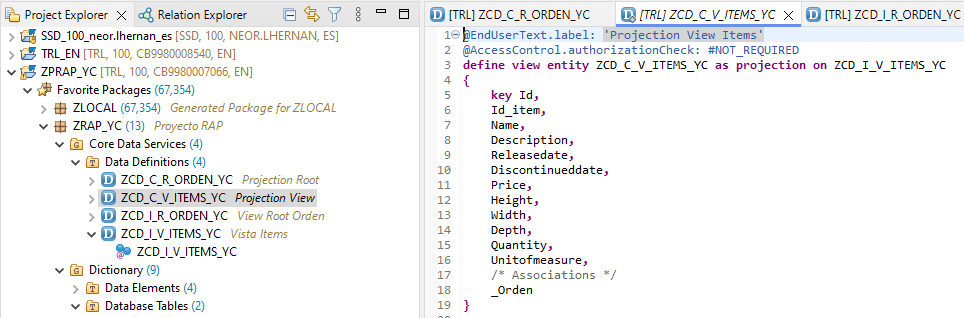 Project Explorer
Relation Explorer
SSD_100_neor.lhernan_es [SSD, 100, NEOR.LHERNAN, ES]
TRL_EN [TRL, 100, CB9980008540, EN]
ZPRAP_YC [TRL, 100, CB9980007066, EN]
Favorite Packages (67,354)
ZLOCAL (67,354) Generated Package for ZLOCAL
ZRAP_YC (13) Proyecto RAP
Core Data Services (4)
Data Definitions (4)
ZCD_C_R_ORDEN_YC Projection Root
ZCD_C_V_ITEMS_YC Projection View
ZCD_I_R_ORDEN_YC View Root Orden
ZCD_I_V_ITEMS_YC Vista Items
ZCD_I_V_ITEMS_YC
Dictionary (9)
Data Elements (4)
Database Tables (2)
[TRL] ZCD_C_R_ORDEN_YC
[TRL] ZCD_C_V_ITEMS_YC
[TRL] ZCD_I_R_ORDEN_YC
1 @EndUserText.label: 'Projection View Items'
2 @AccessControl.authorizationCheck: #NOT_REQUIRED
3 define view entity ZCD_C_V_ITEMS_YC as projection on ZCD_I_V_ITEMS_YC
4 {
5 key Id,
6 Id_item,
7 Name,
8 Description,
9 Releasedate,
10 Discontinueddate,
11 Price,
12 Height,
13 Width,
14 Depth,
15 Quantity,
16 Unitofmeasure,
17 /* Associations */
18 _Orden
19 }